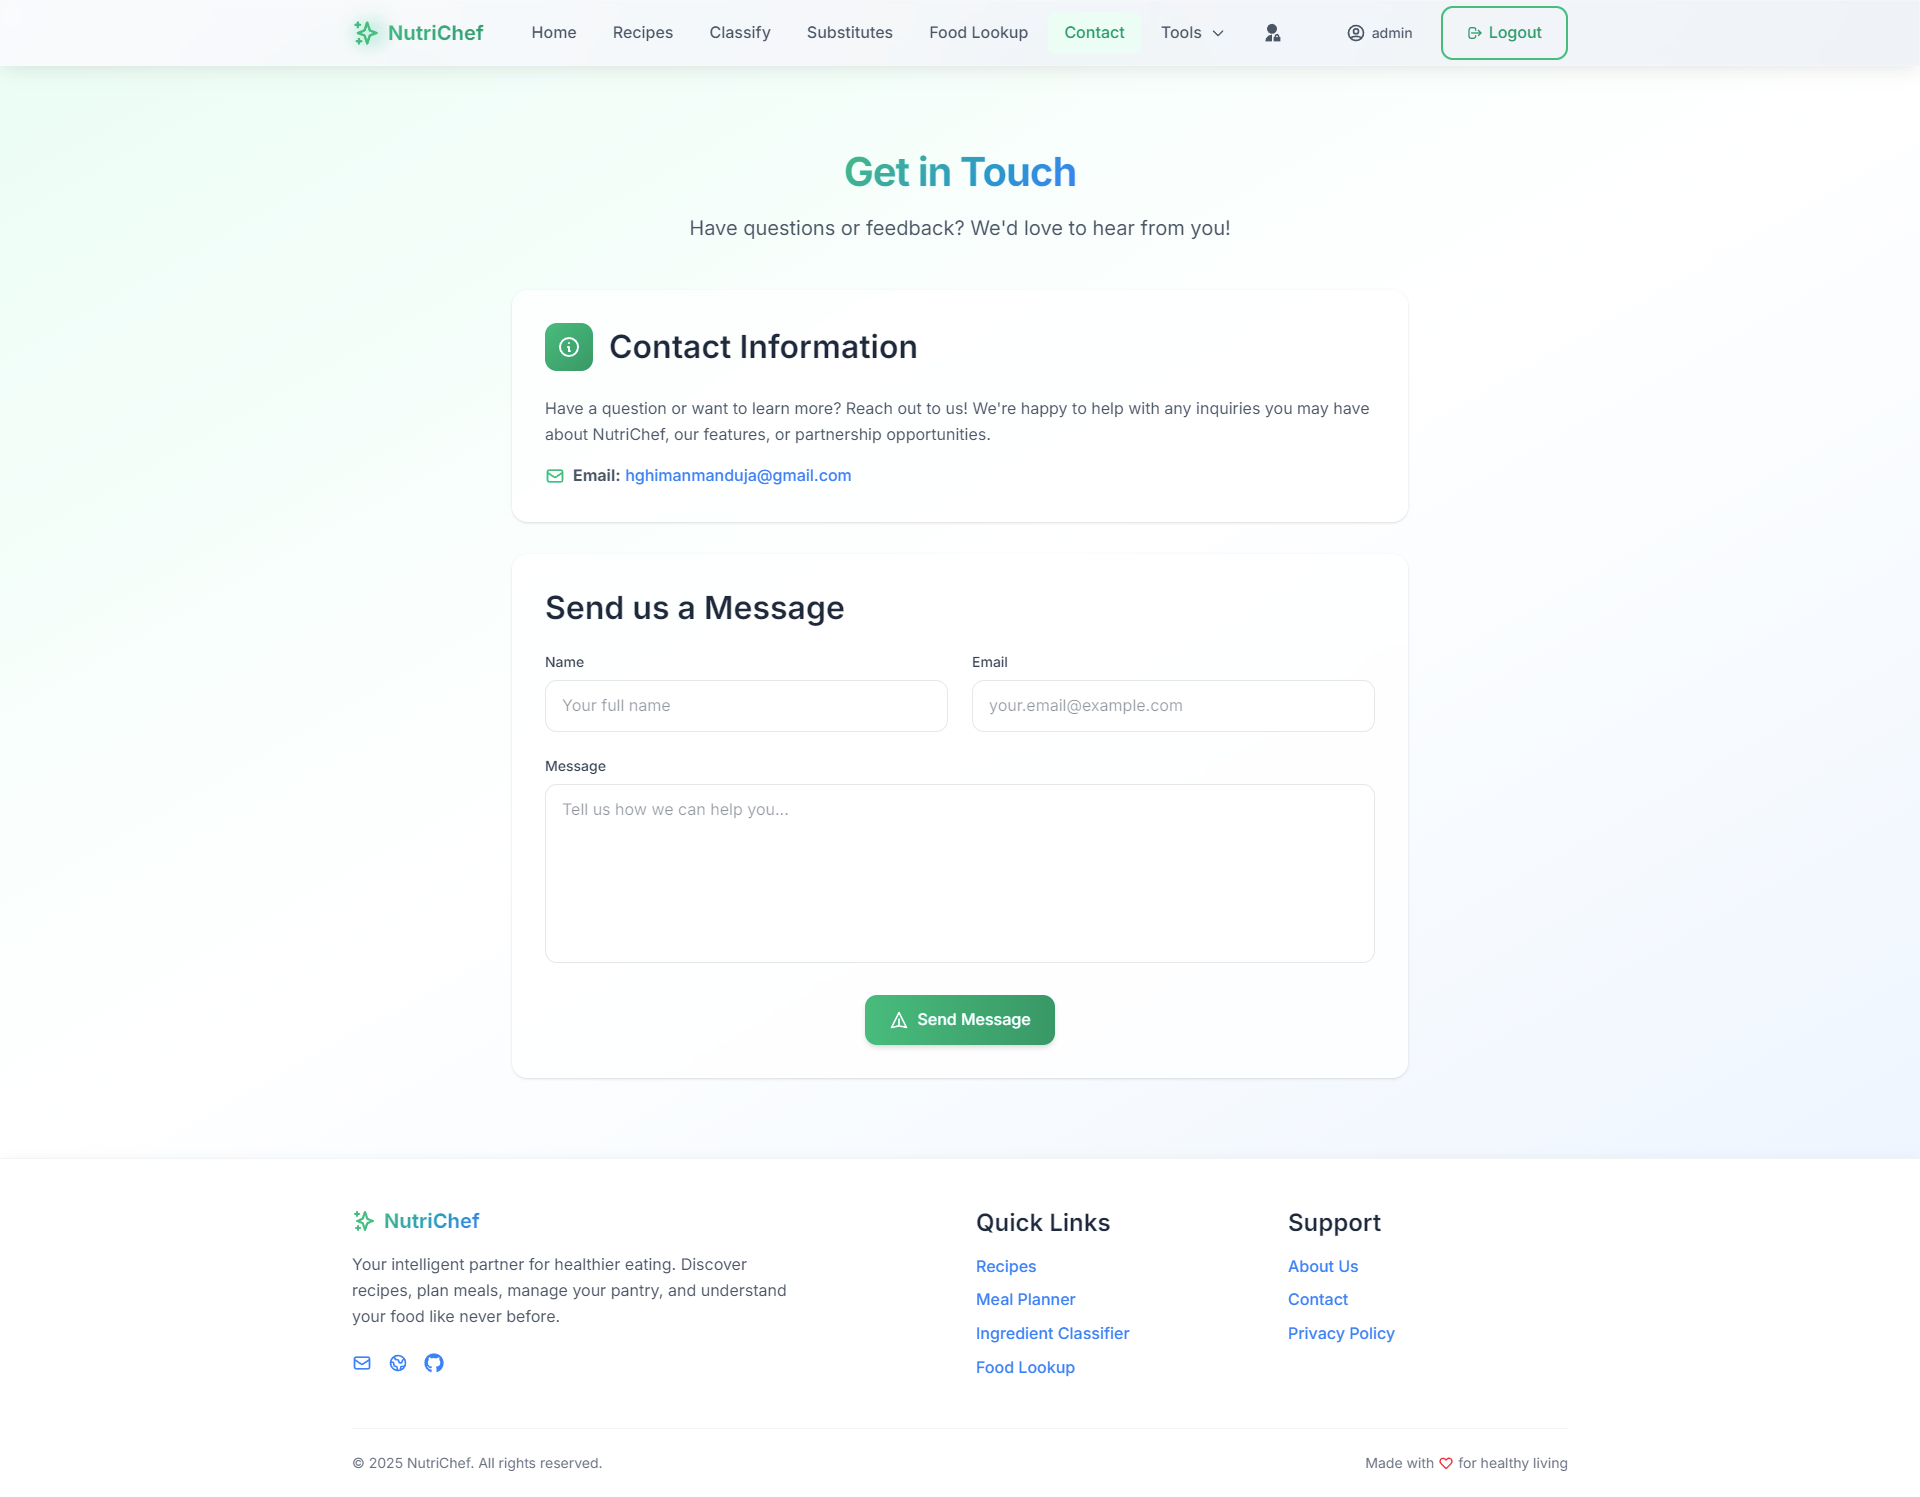 NutriChef
Home
Recipes
Classify
Substitutes
Food Lookup
Contact
Tools
admin
Logout
Get in Touch
Have questions or feedback? We'd love to hear from you!
Contact Information
Have a question or want to learn more? Reach out to us! We're happy to help with any inquiries you may have
about NutriChef, our features, or partnership opportunities.
Email: hghimanmanduja@gmail.com
Send us a Message
Name
Email
Your full name
your.email@example.com
Message
Tell us how we can help you...
Send Message
NutriChef
Your intelligent partner for healthier eating. Discover
recipes, plan meals, manage your pantry, and understand
your food like never before.
Quick Links
Recipes
Meal Planner
Ingredient Classifier
Food Lookup
Support
About Us
Contact
Privacy Policy
© 2025 NutriChef. All rights reserved.
Made with for healthy living